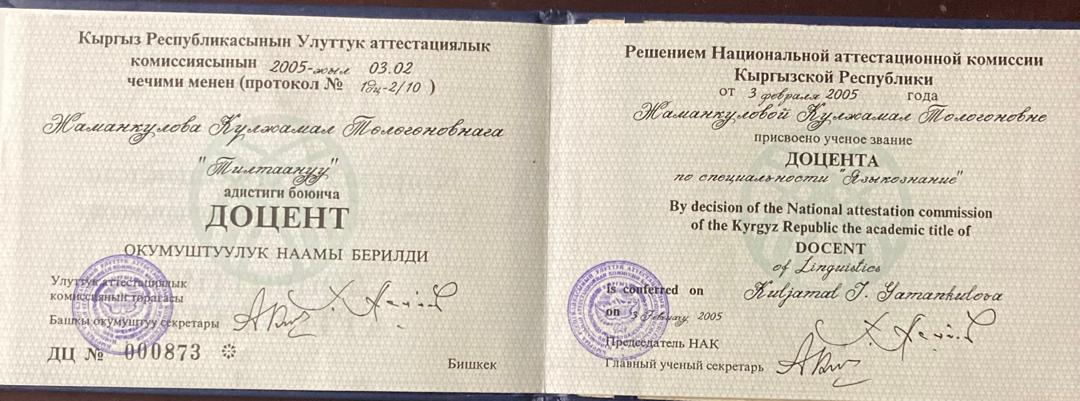 Кыргыз Республикасынын Улуттук аттестациялык
комиссиясынын 2005-жыл 03.02
чечими менен (протокол № 1дц-2/10 )
Жаманкулова Кулжамал Тологоновнага
"Тилтаануу"
адистиги боюнча
ДОЦЕНТ
ОКУМУШТУУЛУК НААМЫ БЕРИЛДИ
Улуттук аттестациялык
комиссиянын төрагасы
Башкы окумуштуу секретары
ДЦ № 000873
Бишкек
Решением Национальной аттестационной комиссии
Кыргызской Республики
от 3 февраля 2005 года
Жаманкуловой Кулжамал Тологоновне
присвоено ученое звание
ДОЦЕНТА
по специальности "Языкознание"
By decision of the National attestation commission
of the Kyrgyz Republic the academic title of
DOCENT
of Linguistics
is conferred on Kuljamal T. Yamankulova
on 3 February 2005
Председатель НАК
Главный ученый секретарь